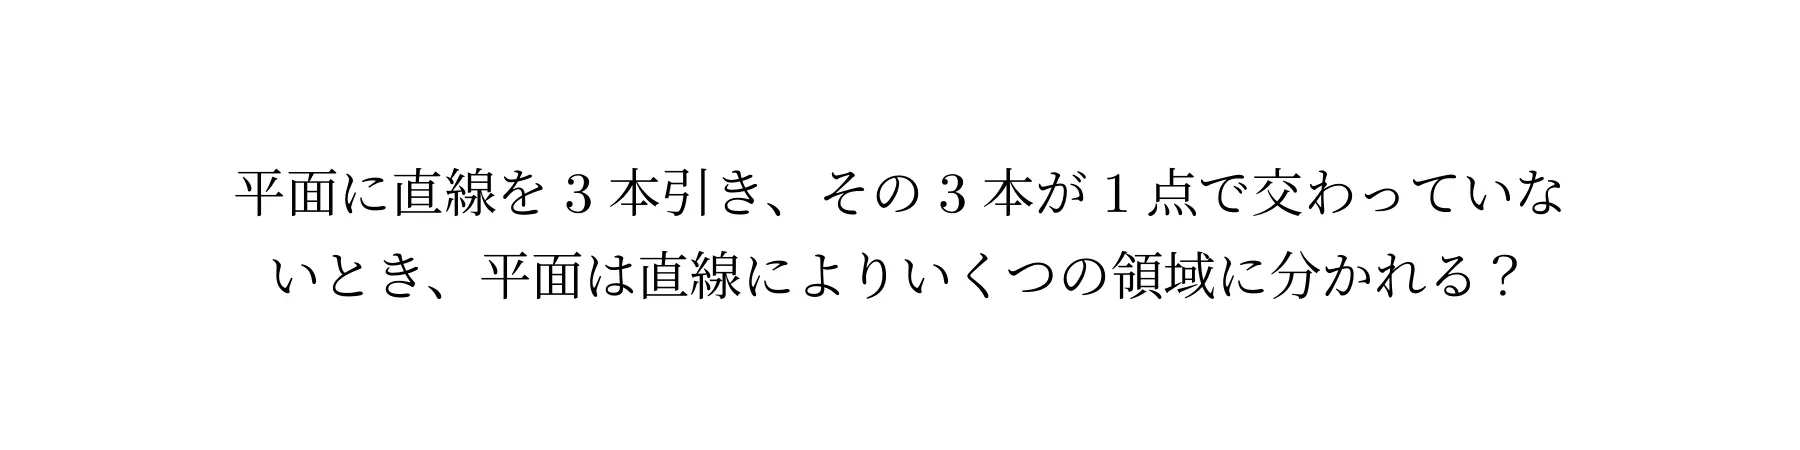 平面に直線を 3 本引き、その 3 本が 1 点で交わっていな
いとき、平面は直線によりいくつの領域に分かれる？